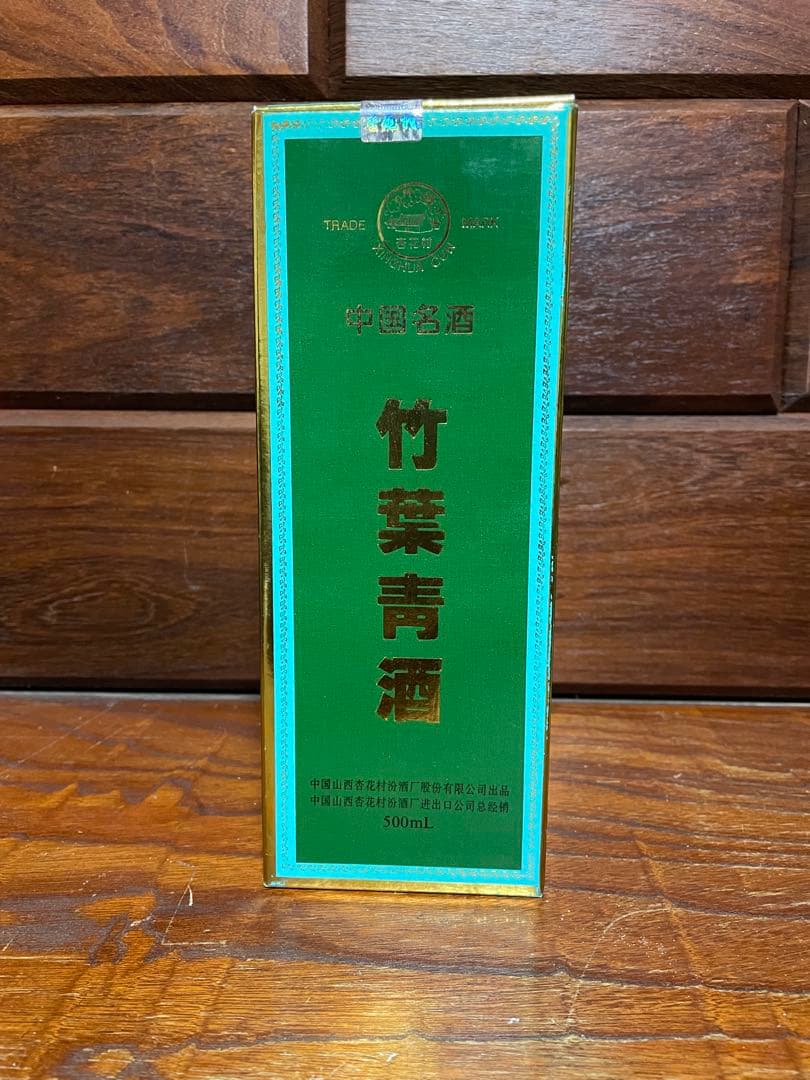 TRADE MARK
杏花村
XINGHUA CUN
中国名酒
竹葉青酒
中国山西杏花村汾酒厂股份有限公司出品
中国山西杏花村汾酒厂进出口公司总经销
500mL